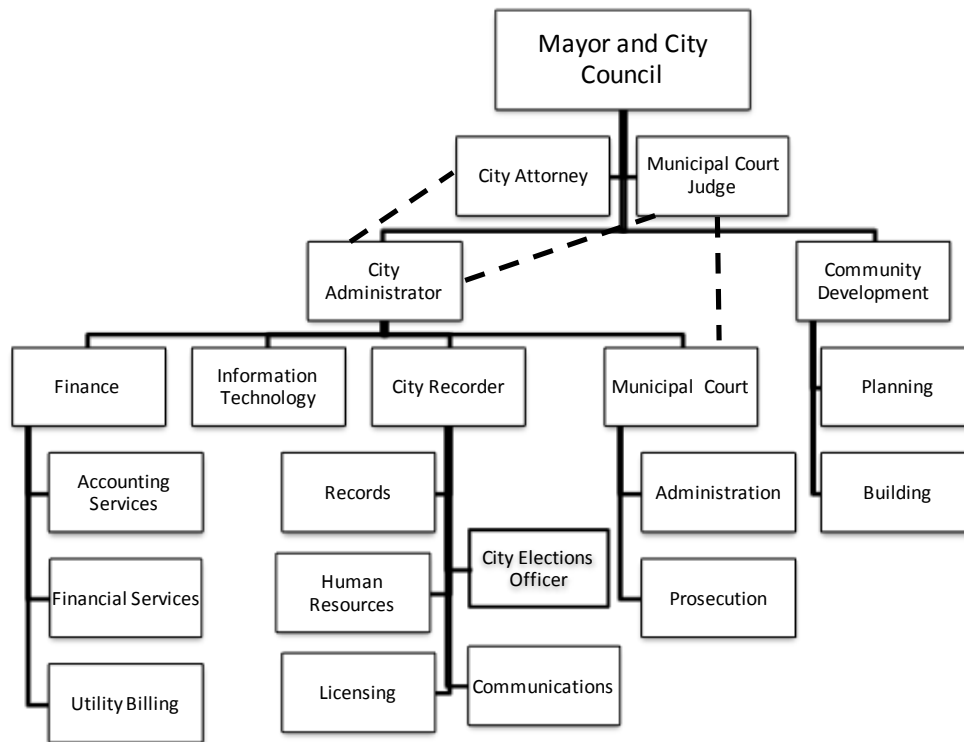 Mayor and City
Council
City Attorney
Municipal Court
Judge
City
Administrator
Community
Development
Finance
Information
Technology
City Recorder
Municipal Court
Planning
Accounting
Services
Records
Administration
Building
City Elections
Officer
Financial Services
Human
Resources
Prosecution
Utility Billing
Licensing
Communications